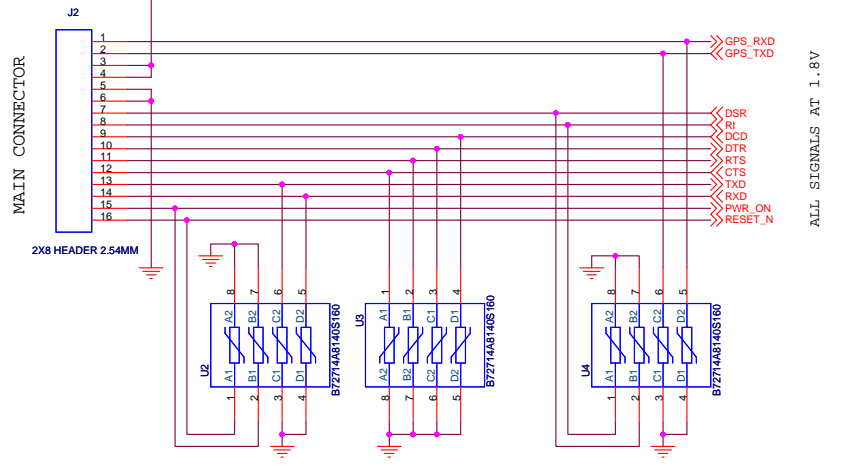 J2
MAIN CONNECTOR
1
2
3
4
5
6
7
8
9
10
11
12
13
14
15
16
2X8 HEADER 2.54MM
GPS_RXD
GPS_TXD
DSR
RI
DCD
DTR
RTS
CTS
TXD
RXD
PWR_ON
RESET_N
ALL SIGNALS AT 1.8V
8 7 6 5
A2 B2 C2 D2
U2
A1 B1 C1 D1
1 2 3 4
B72714A8140S160
1 2 3 4
A1 B1 C1 D1
U3
A2 B2 C2 D2
8 7 6 5
B72714A8140S160
8 7 6 5
A2 B2 C2 D2
U4
A1 B1 C1 D1
1 2 3 4
B72714A8140S160